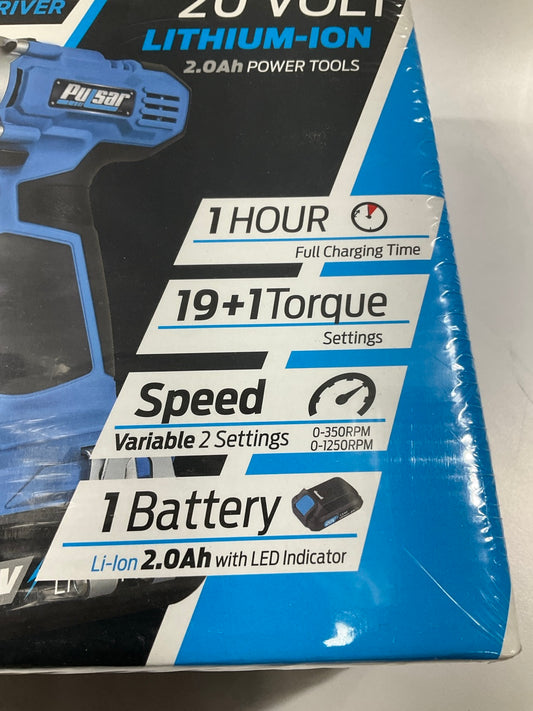 RIVER
20 VOLT
LITHIUM-ION
2.0Ah POWER TOOLS
Pulsar
1 HOUR
Full Charging Time
19+1 Torque
Settings
Speed
Variable 2 Settings
0-350RPM
0-1250RPM
1 Battery
Li-Ion 2.0Ah with LED Indicator